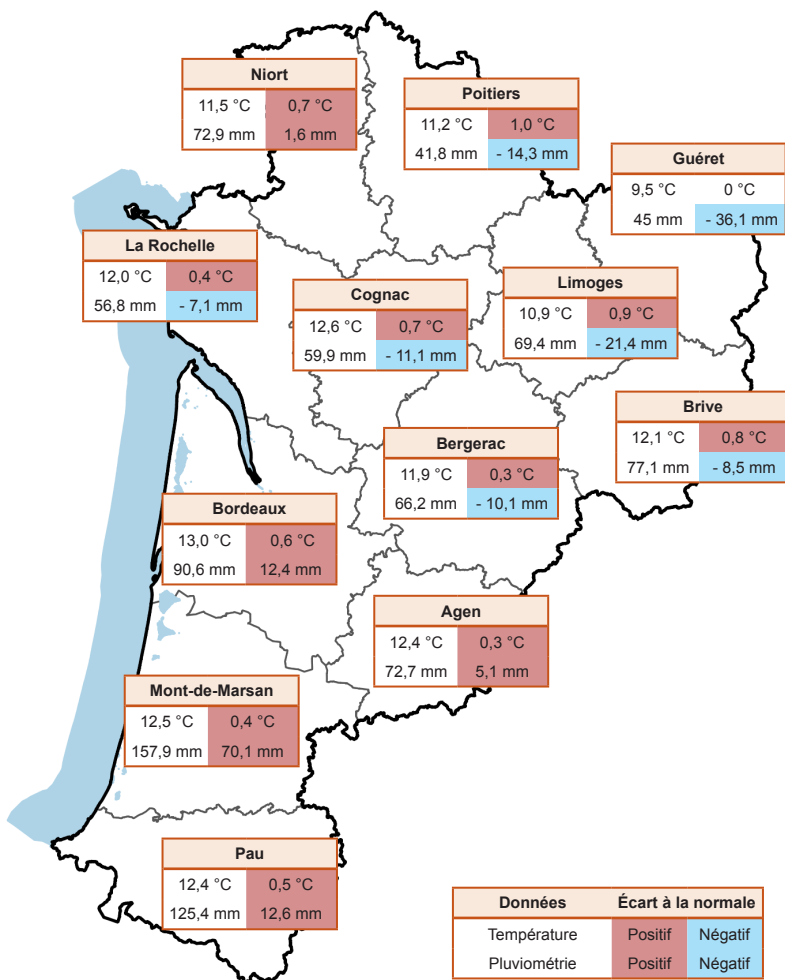 Niort
11,5 °C 0,7 °C
72,9 mm 1,6 mm
Poitiers
11,2 °C 1,0 °C
41,8 mm - 14,3 mm
Guéret
9,5 °C 0 °C
45 mm - 36,1 mm
La Rochelle
12,0 °C 0,4 °C
56,8 mm - 7,1 mm
Cognac
12,6 °C 0,7 °C
59,9 mm - 11,1 mm
Limoges
10,9 °C 0,9 °C
69,4 mm - 21,4 mm
Brive
12,1 °C 0,8 °C
77,1 mm - 8,5 mm
Bergerac
11,9 °C 0,3 °C
66,2 mm - 10,1 mm
Bordeaux
13,0 °C 0,6 °C
90,6 mm 12,4 mm
Agen
12,4 °C 0,3 °C
72,7 mm 5,1 mm
Mont-de-Marsan
12,5 °C 0,4 °C
157,9 mm 70,1 mm
Pau
12,4 °C 0,5 °C
125,4 mm 12,6 mm
Données Écart à la normale
Température Positif Négatif
Pluviométrie Positif Négatif